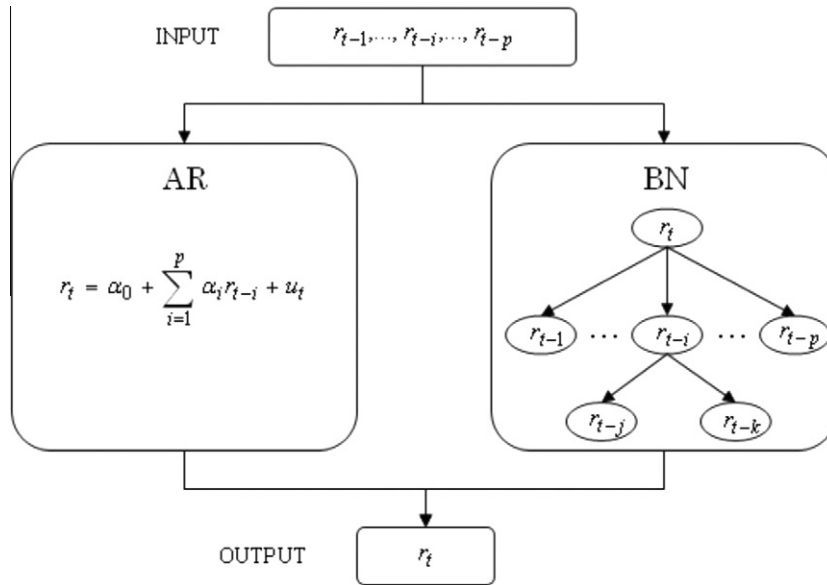 INPUT r_{t-1},..., r_{t-i},..., r_{t-p}
AR
r_t = α_0 + \sum_{i=1}^{p} α_i r_{t-i} + u_t
BN
r_t
r_{t-1} ... r_{t-i} ... r_{t-p}
r_{t-j} r_{t-k}
OUTPUT r_t